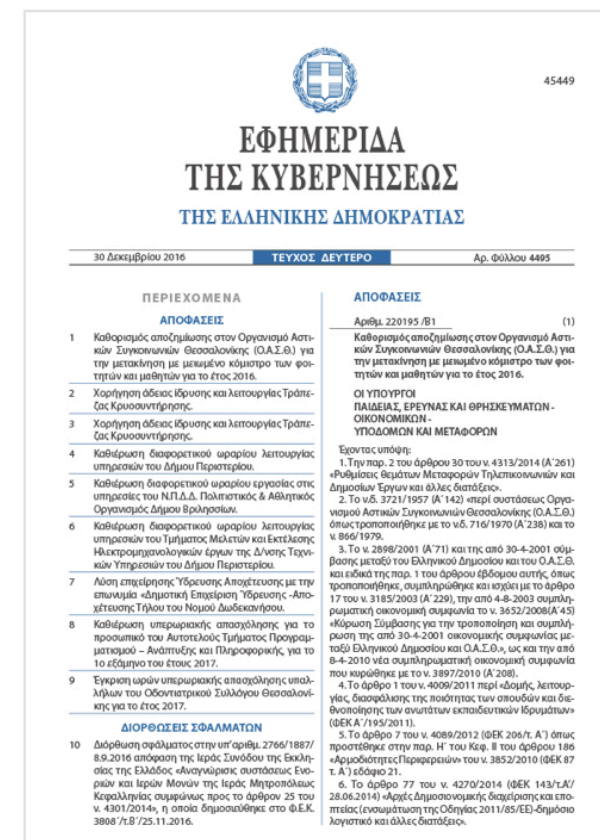 45449
ΕΦΗΜΕΡΙΔΑ
ΤΗΣ ΚΥΒΕΡΝΗΣΕΩΣ
ΤΗΣ ΕΛΛΗΝΙΚΗΣ ΔΗΜΟΚΡΑΤΙΑΣ
30 Δεκεμβρίου 2016
ΤΕΥΧΟΣ ΔΕΥΤΕΡΟ
Αρ. Φύλλου 4495
ΠΕΡΙΕΧΟΜΕΝΑ
ΑΠΟΦΑΣΕΙΣ
1 Καθορισμός αποζημίωσης στον Οργανισμό Αστι-
κών Συγκοινωνιών Θεσσαλονίκης (Ο.Α.Σ.Θ.) για
την μετακίνηση με μειωμένο κόμιστρο των φοι-
τητών και μαθητών για το έτος 2016.
2 Χορήγηση άδειας ίδρυσης και λειτουργίας Τράπε-
ζας Κρυοσυντήρησης.
3 Χορήγηση άδειας ίδρυσης και λειτουργίας Τράπε-
ζας Κρυοσυντήρησης.
4 Καθιέρωση διαφορετικού ωραρίου λειτουργίας
υπηρεσιών του Δήμου Περιστερίου.
5 Καθιέρωση διαφορετικού ωραρίου εργασίας στις
υπηρεσίες του Ν.Π.Δ.Δ. Πολιτιστικός & Αθλητικός
Οργανισμός Δήμου Βριλησσίων.
6 Καθιέρωση διαφορετικού ωραρίου λειτουργίας
υπηρεσιών του Τμήματος Μελετών και Εκτέλεσης
Ηλεκτρομηχανολογικών έργων της Δ/νσης Τεχνι-
κών Υπηρεσιών του Δήμου Περιστερίου.
7 Λύση επιχείρησης Ύδρευσης Αποχέτευσης με την
επωνυμία «Δημοτική Επιχείριση Ύδρευσης -Απο-
χέτευσης Τήλου του Νομού Δωδεκανήσου.
8 Καθιέρωση υπερωριακής απασχόλησης για το
προσωπικό του Αυτοτελούς Τμήματος Προγραμ-
ματισμού – Ανάπτυξης και Πληροφορικής, για το
1ο εξάμηνο του έτους 2017.
9 Έγκριση ωρών υπερωριακής απασχόλησης υπαλ-
λήλων του Οδοντιατρικού Συλλόγου Θεσσαλονί-
κης για το έτος 2017.
ΔΙΟΡΘΩΣΕΙΣ ΣΦΑΛΜΑΤΩΝ
10 Διόρθωση σφάλματος στην υπ'αριθμ. 2766/1887/
8.9.2016 απόφαση της Ιεράς Συνόδου της Εκκλη-
σίας της Ελλάδος «Αναγνώρισις συστάσεως Ενο-
ριών και Ιερών Μονών της Ιεράς Μητροπόλεως
Κεφαλληνίας συμφώνως προς το άρθρον 25 του
ν. 4301/2014», η οποία δημοσιεύθηκε στο Φ.Ε.Κ.
3808΄/τ.Β΄/25.11.2016.
ΑΠΟΦΑΣΕΙΣ
Αριθμ. 220195 /Β1 (1)
Καθορισμός αποζημίωσης στον Οργανισμό Αστι-
κών Συγκοινωνιών Θεσσαλονίκης (Ο.Α.Σ.Θ.) για
την μετακίνηση με μειωμένο κόμιστρο των φοι-
τητών και μαθητών για το έτος 2016.
ΟΙ ΥΠΟΥΡΓΟΙ
ΠΑΙΔΕΙΑΣ, ΕΡΕΥΝΑΣ ΚΑΙ ΘΡΗΣΚΕΥΜΑΤΩΝ -
ΟΙΚΟΝΟΜΙΚΩΝ -
ΥΠΟΔΟΜΩΝ ΚΑΙ ΜΕΤΑΦΟΡΩΝ
Έχοντας υπόψη:
1.Την παρ. 2 του άρθρου 30 του ν. 4313/2014 (Α΄261)
«Ρυθμίσεις θεμάτων Μεταφορών Τηλεπικοινωνιών και
Δημοσίων Έργων και άλλες διατάξεις».
2.Το ν.δ. 3721/1957 (Α΄142) «περί συστάσεως Οργα-
νισμού Αστικών Συγκοινωνιών Θεσσαλονίκης (Ο.Α.Σ.Θ.)
όπως τροποποιήθηκε με το ν.δ. 716/1970 (Α΄238) και το
ν. 866/1979.
3.Το ν. 2898/2001 (Α΄71) και της από 30-4-2001 σύμ-
βασης μεταξύ του Ελληνικού Δημοσίου και του Ο.Α.Σ.Θ.
και ειδικά της παρ. 1 του άρθρου έβδομου αυτής, όπως
τροποποιήθηκε, συμπληρώθηκε και ισχύει με το άρθρο
17 του ν. 3185/2003 (Α΄229), την από 4-8-2003 συμπλη-
ρωματική οικονομική συμφωνία το ν. 3652/2008(Α΄45)
«Κύρωση Σύμβασης για την τροποποίηση και συμπλή-
ρωση της από 30-4-2001 οικονομικής συμφωνίας με-
ταξύ Ελληνικού Δημοσίου και Ο.Α.Σ.Θ.», ως και την από
8-4-2010 νέα συμπληρωματική οικονομική συμφωνία
που κυρώθηκε με το ν. 3897/2010 (Α΄208).
4.Το άρθρο 1 του ν. 4009/2011 περί «Δομής, λειτουρ-
γίας, διασφάλισης της ποιότητας των σπουδών και διε-
θνοποίησης των ανωτάτων εκπαιδευτικών Ιδρυμάτων»
(ΦΕΚ Α΄/195/2011).
5.Το άρθρο 7 του ν. 4089/2012 (ΦΕΚ 206/τ. Α΄) όπως
προστέθηκε στην παρ. Η΄ του Κεφ. ΙΙ του άρθρου 186
«Αρμοδιότητες Περιφερειών» του ν. 3852/2010 (ΦΕΚ 87
τ. Α΄) εδάφιο 21.
6. Το άρθρο 77 του ν. 4270/2014 (ΦΕΚ 143/τ.Α΄/
28.06.2014) «Αρχές Δημοσιονομικής διαχείρισης και επο-
πτείας (ενσωμάτωση της Οδηγίας 2011/85/ΕΕ)-δημόσιο
λογιστικό και άλλες διατάξεις».